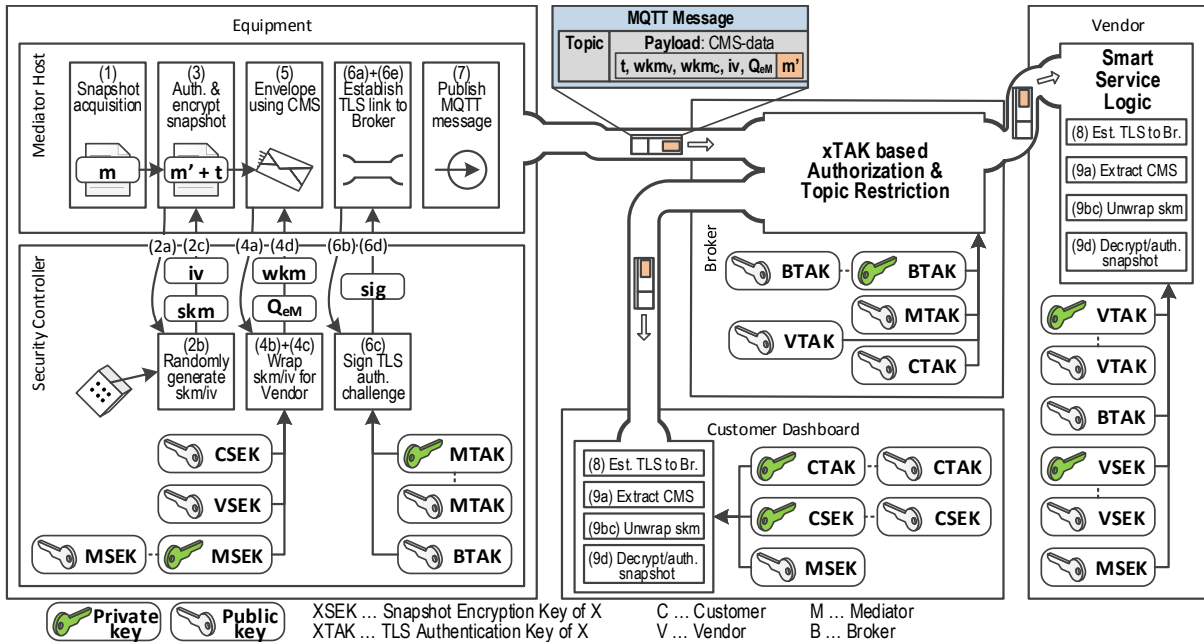 Equipment
Mediator Host
(1)
Snapshot
acquisition
m
(3)
Auth. &
encrypt
snapshot
m' + t
(5)
Envelope
using CMS
(6a)+(6e)
Establish
TLS link to
Broker
(7)
Publish
MQTT
message
Security Controller
(2a)-(2c)
iv
skm
(4a)-(4d)
wkm
QeM
(6b)-(6d)
sig
(2b)
Randomly
generate
skm/iv
(4b)+(4c)
Wrap
skm/iv for
Vendor
(6c)
Sign TLS
auth.
challenge
CSEK
VSEK
MSEK
MSEK
MTAK
MTAK
BTAK
MQTT Message
Topic
Payload: CMS-data
t, wkmv, wkmc, iv, QeM m'
Broker
xTAK based
Authorization &
Topic Restriction
BTAK
BTAK
MTAK
VTAK
CTAK
Customer Dashboard
(8) Est. TLS to Br.
(9a) Extract CMS
(9bc) Unwrap skm
(9d) Decrypt/auth.
snapshot
CTAK
CTAK
CSEK
CSEK
MSEK
Vendor
Smart
Service
Logic
(8) Est. TLS to Br.
(9a) Extract CMS
(9bc) Unwrap skm
(9d) Decrypt/auth.
snapshot
VTAK
VTAK
BTAK
VSEK
VSEK
MSEK
Private
key
Public
key
XSEK ... Snapshot Encryption Key of X
XTAK ... TLS Authentication Key of X
C ... Customer
V ... Vendor
M ... Mediator
B ... Broker